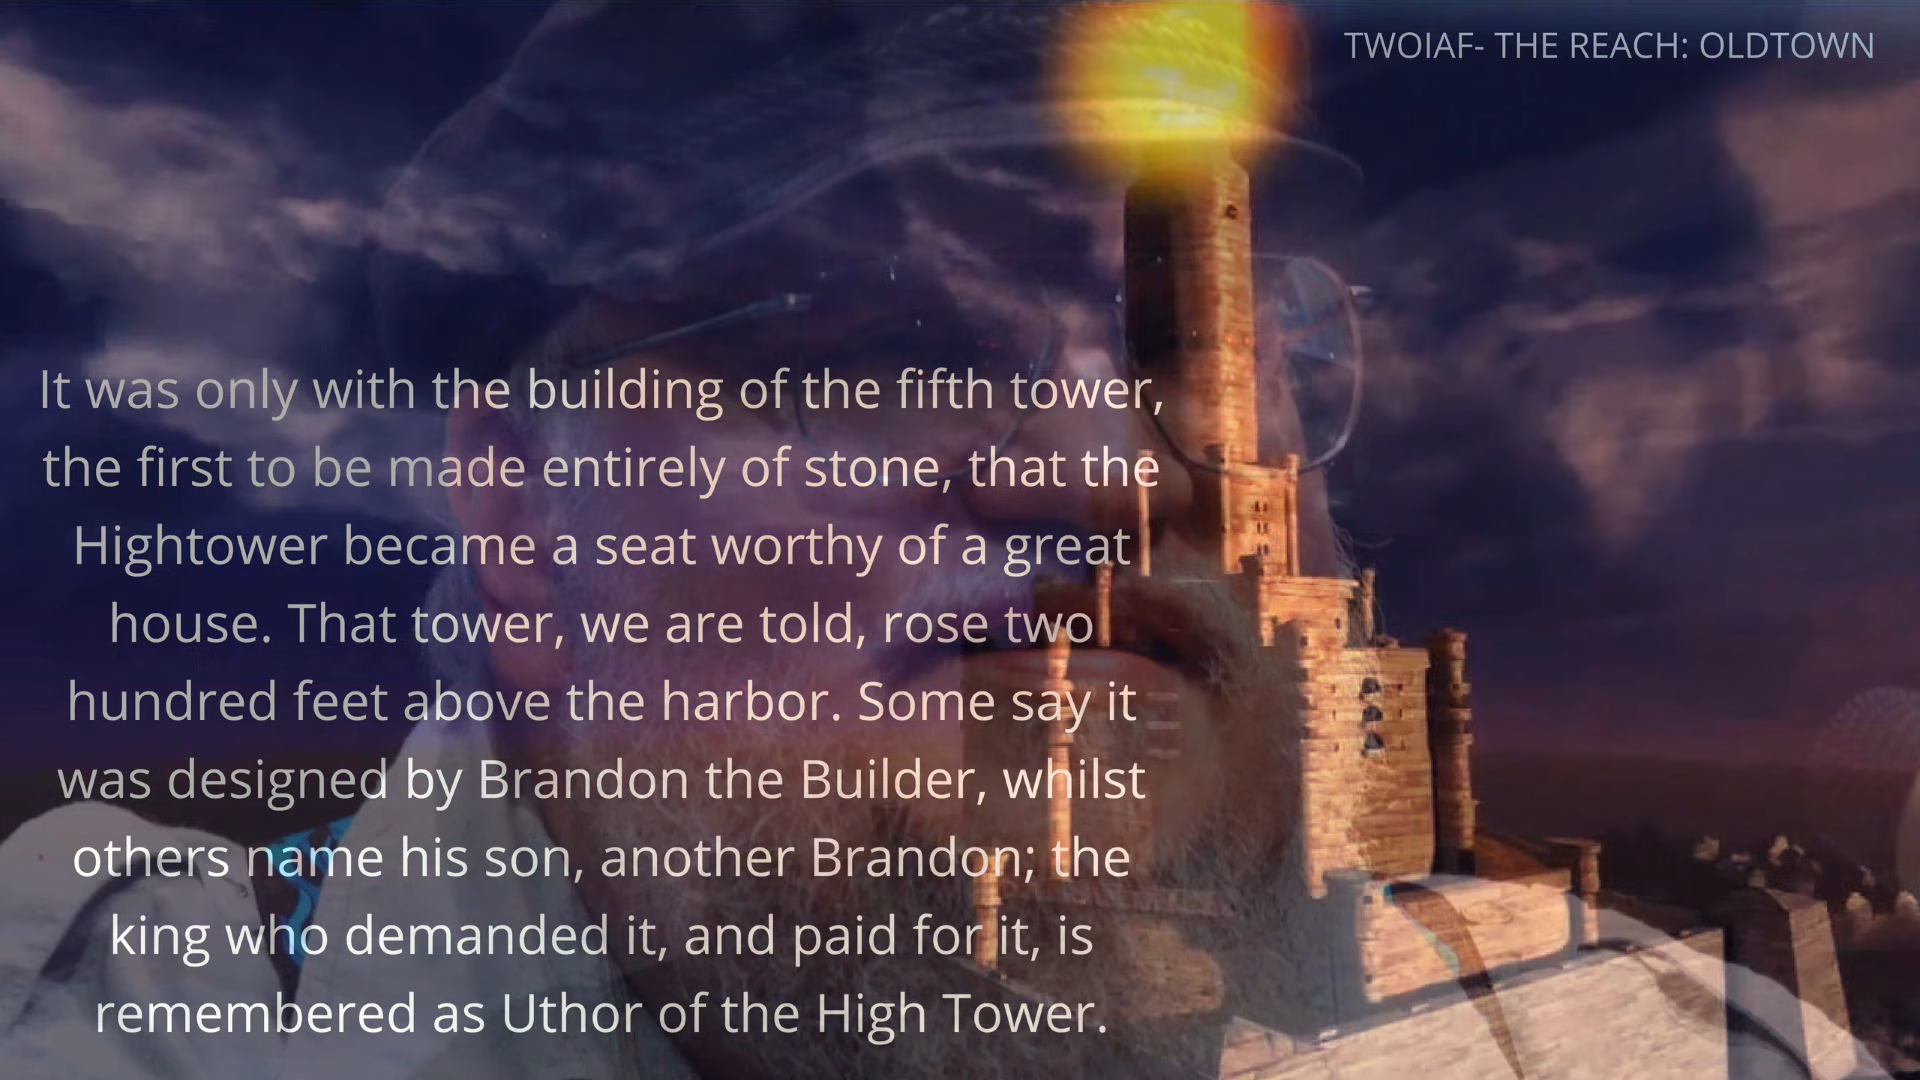 TWOIAF- THE REACH: OLDTOWN
It was only with the building of the fifth tower,
the first to be made entirely of stone, that the
Hightower became a seat worthy of a great
house. That tower, we are told, rose two
hundred feet above the harbor. Some say it
was designed by Brandon the Builder, whilst
others name his son, another Brandon; the
king who demanded it, and paid for it, is
remembered as Uthor of the High Tower.